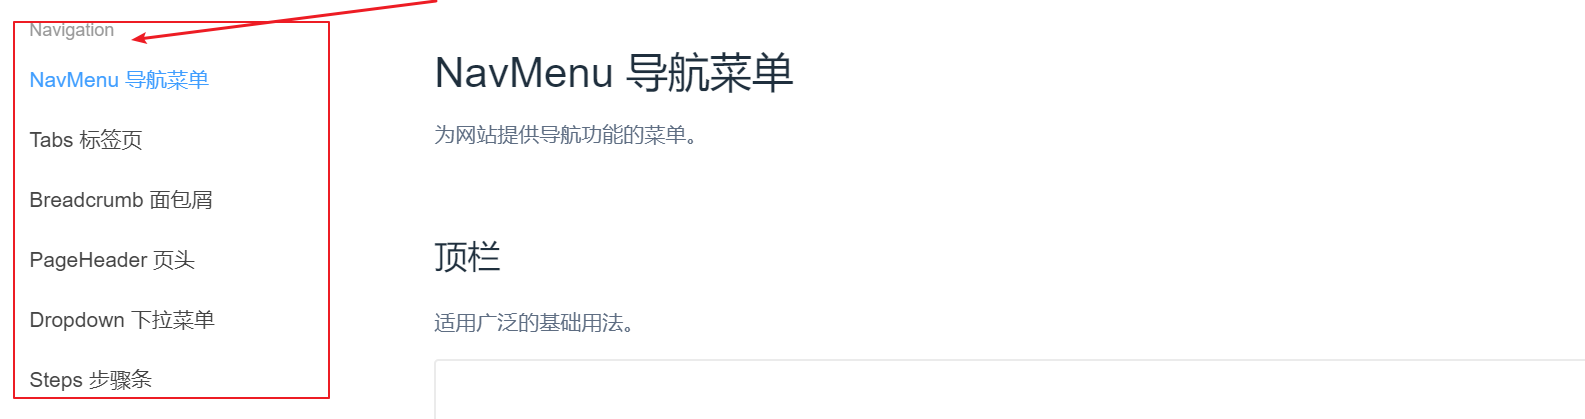 Navigation
NavMenu 导航菜单
Tabs 标签页
Breadcrumb 面包屑
PageHeader 页头
Dropdown 下拉菜单
Steps 步骤条
NavMenu 导航菜单
为网站提供导航功能的菜单。
顶栏
适用广泛的基础用法。